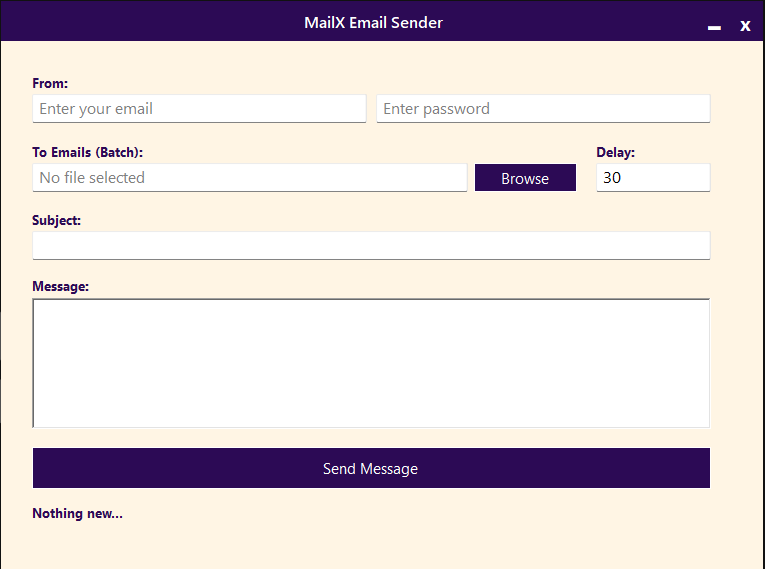 MailX Email Sender
x
From:
Enter your email Enter password
To Emails (Batch): Delay:
No file selected Browse 30
Subject:
Message:
Send Message
Nothing new...